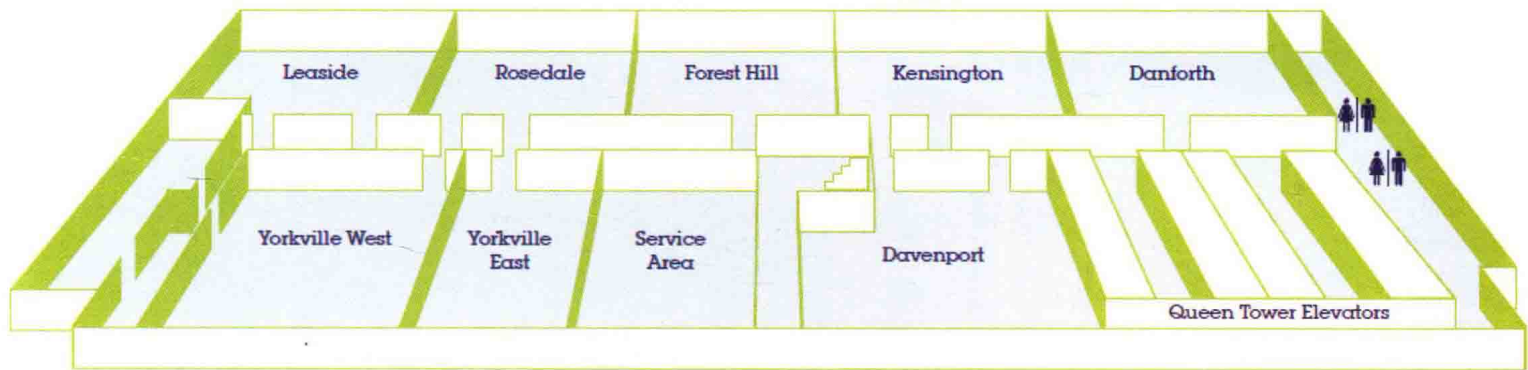 Leaside
Rosedale
Forest Hill
Kensington
Danforth
Yorkville West
Yorkville
East
Service
Area
Davenport
Queen Tower Elevators